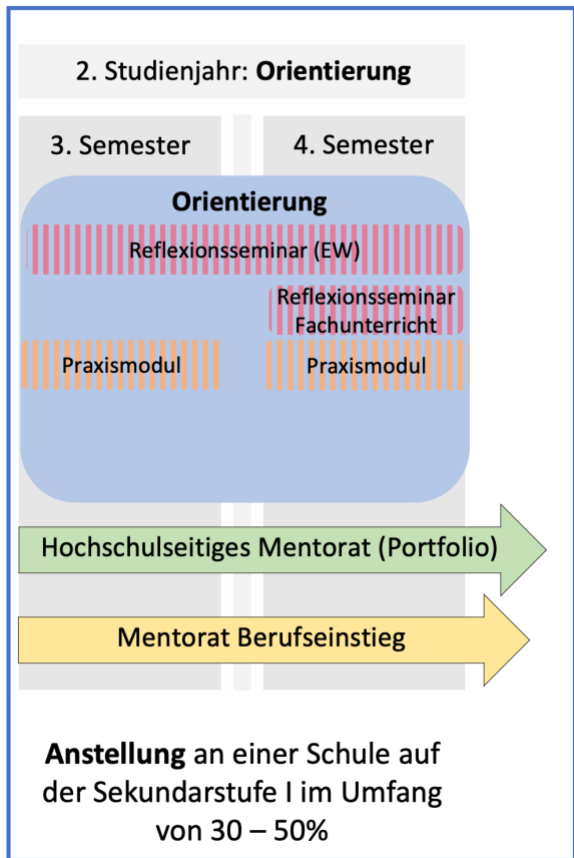 2. Studienjahr: Orientierung
3. Semester
4. Semester
Orientierung
Reflexionsseminar (EW)
Reflexionsseminar
Fachunterricht
Praxismodul
Praxismodul
Hochschulseitiges Mentorat (Portfolio)
Mentorat Berufseinstieg
Anstellung an einer Schule auf
der Sekundarstufe I im Umfang
von 30 – 50%